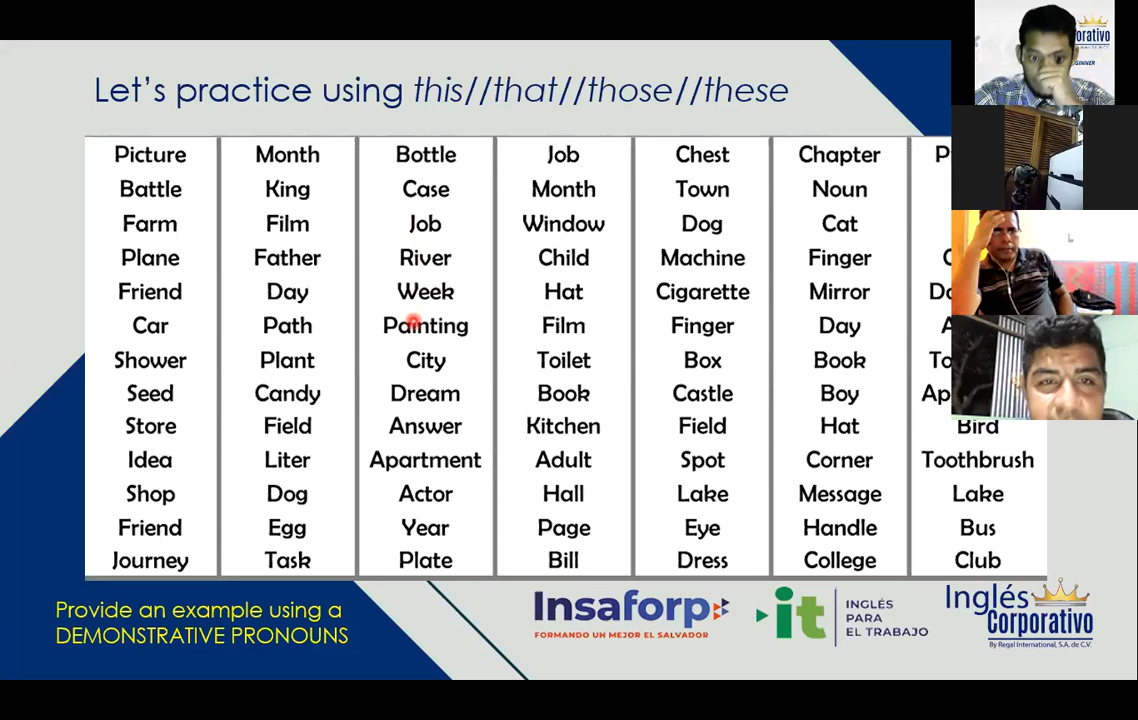 Let's practice using this//that//those//these
Picture Month Bottle Job Chest Chapter
Battle King Case Month Town Noun
Farm Film Job Window Dog Cat
Plane Father River Child Machine Finger
Friend Day Week Hat Cigarette Mirror
Car Path Painting Film Finger Day
Shower Plant City Toilet Box Book
Seed Candy Dream Book Castle Boy
Store Field Answer Kitchen Field Hat Bird
Idea Liter Apartment Adult Spot Corner Toothbrush
Shop Dog Actor Hall Lake Message Lake
Friend Egg Year Page Eye Handle Bus
Journey Task Plate Bill Dress College Club
Provide an example using a
DEMONSTRATIVE PRONOUNS
Insaforp
FORMANDO UN MEJOR EL SALVADOR
it
INGLÉS
PARA
EL TRABAJO
Inglés
Corporativo
By Regal International, S.A. de C.V.